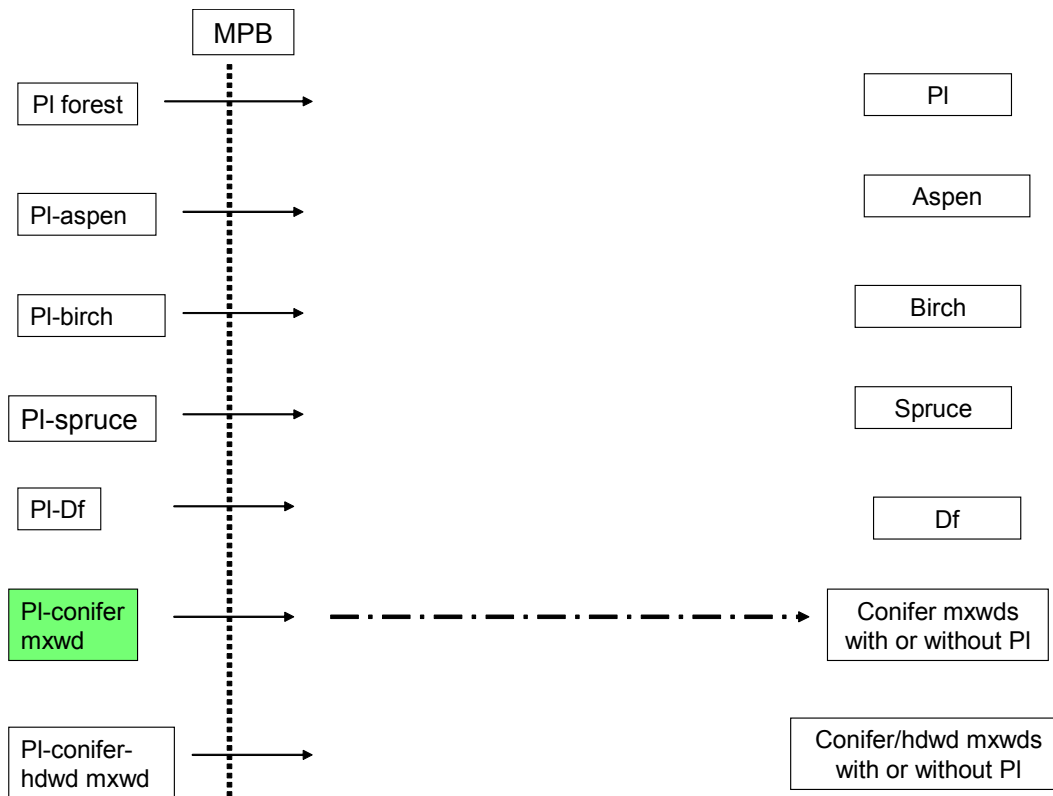 MPB
Pl forest
Pl
Pl-aspen
Aspen
Pl-birch
Birch
Pl-spruce
Spruce
Pl-Df
Df
Pl-conifer
mxwd
Conifer mxwds
with or without Pl
Pl-conifer-
hdwd mxwd
Conifer/hdwd mxwds
with or without Pl